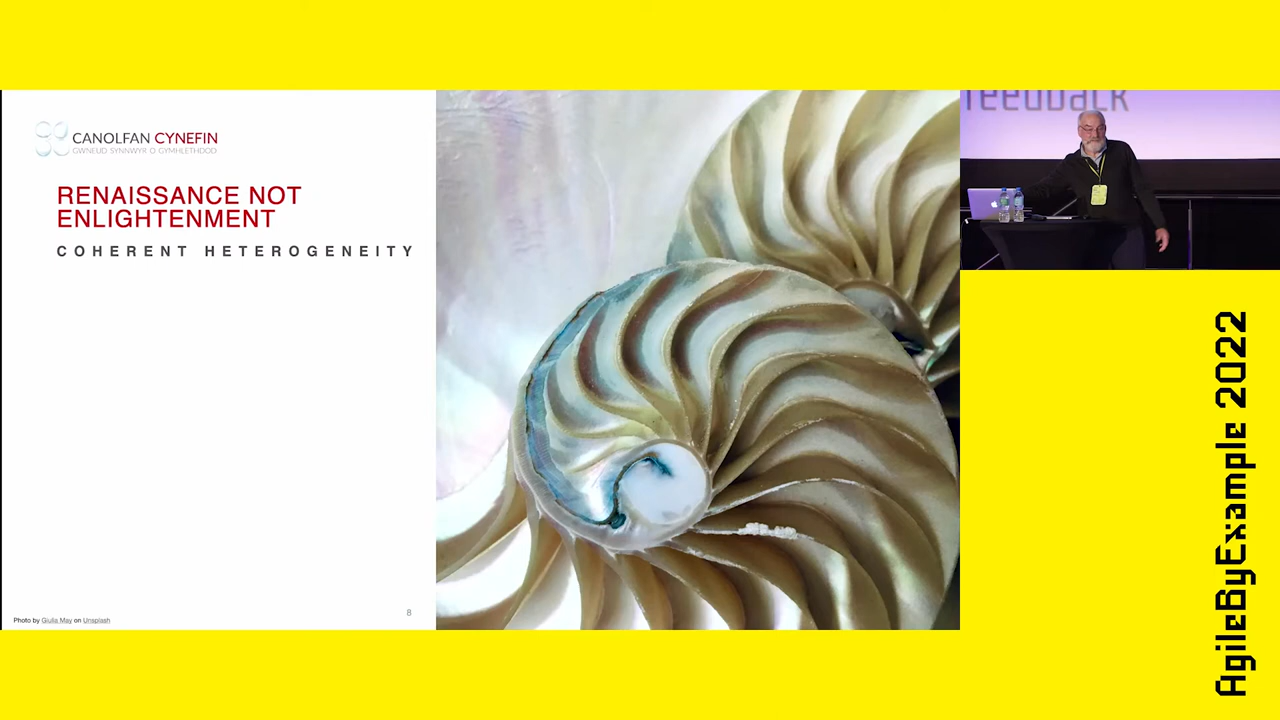 CANOLFAN CYNEFIN
GWNEUD SYNNWYR O GYMHLETHDOD
RENAISSANCE NOT
ENLIGHTENMENT
COHERENT HETEROGENEITY
8
Photo by Giulia May on Unsplash
feedback
AgileByExample 2022